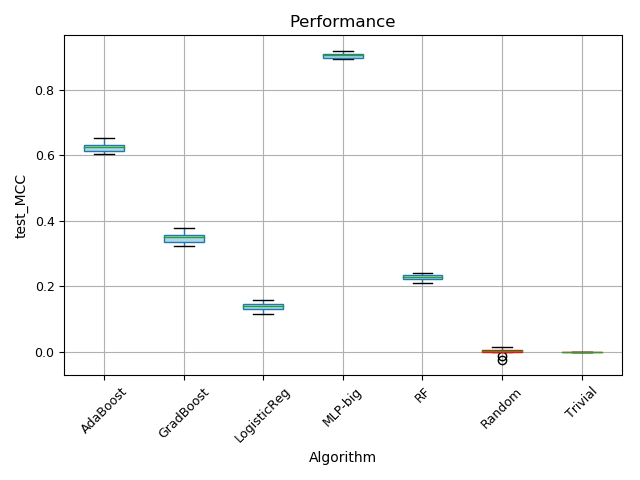 Performance
test_MCC
0.8
0.6
0.4
0.2
0.0
AdaBoost
GradBoost
LogisticReg
MLP-big
RF
Random
Trivial
Algorithm